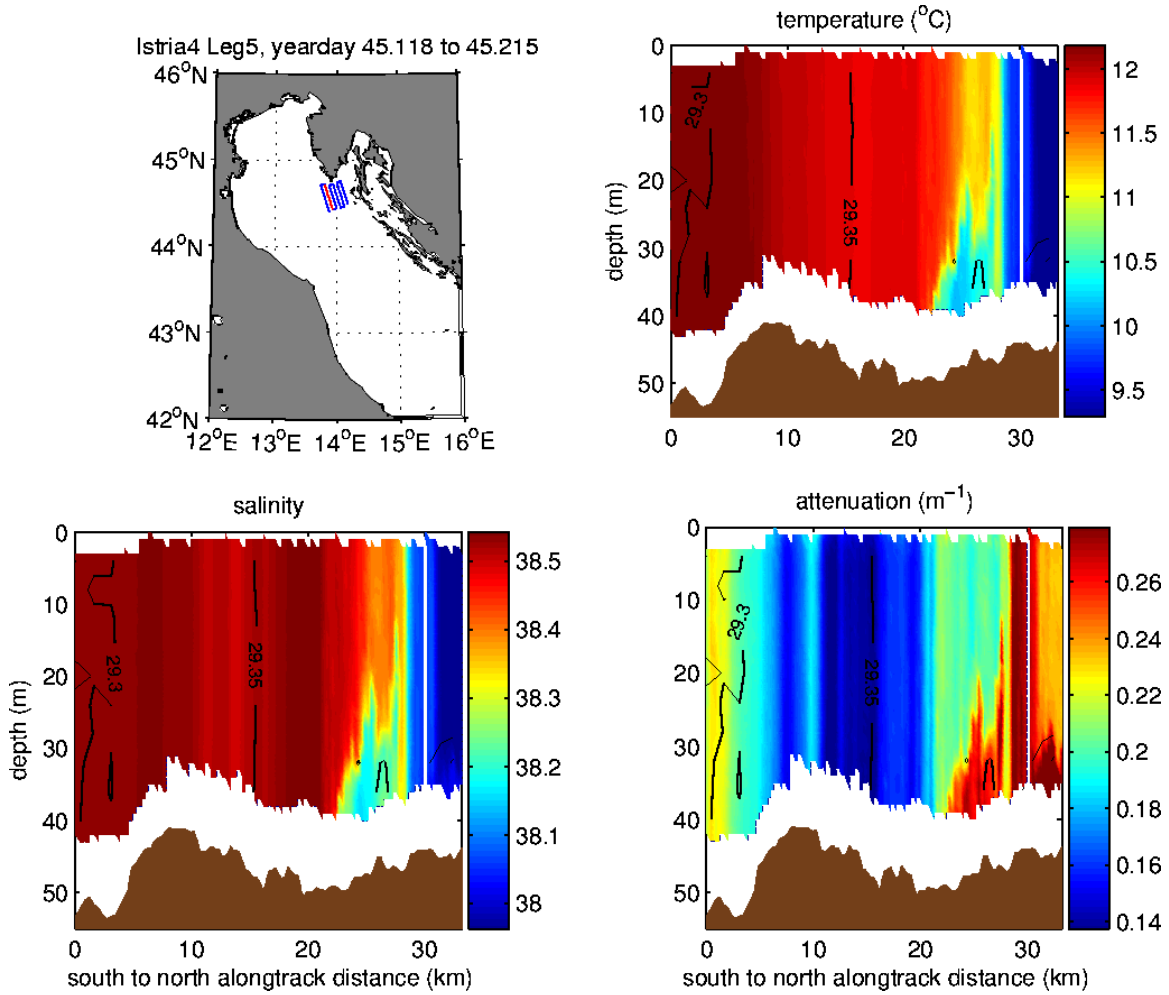 Istria4 Leg5, yearday 45.118 to 45.215
46°N
45°N
44°N
43°N
42°N
12°E 13°E 14°E 15°E 16°E
temperature (°C)
depth (m)
0
10
20
30
40
50
0 10 20 30
29.3
29.35
12
11.5
11
10.5
10
9.5
salinity
depth (m)
0
10
20
30
40
50
0 10 20 30
south to north alongtrack distance (km)
29.3
29.35
38.5
38.4
38.3
38.2
38.1
38
attenuation (m⁻¹)
0
10
20
30
40
50
0 10 20 30
south to north alongtrack distance (km)
29.3
29.35
0.26
0.24
0.22
0.2
0.18
0.16
0.14